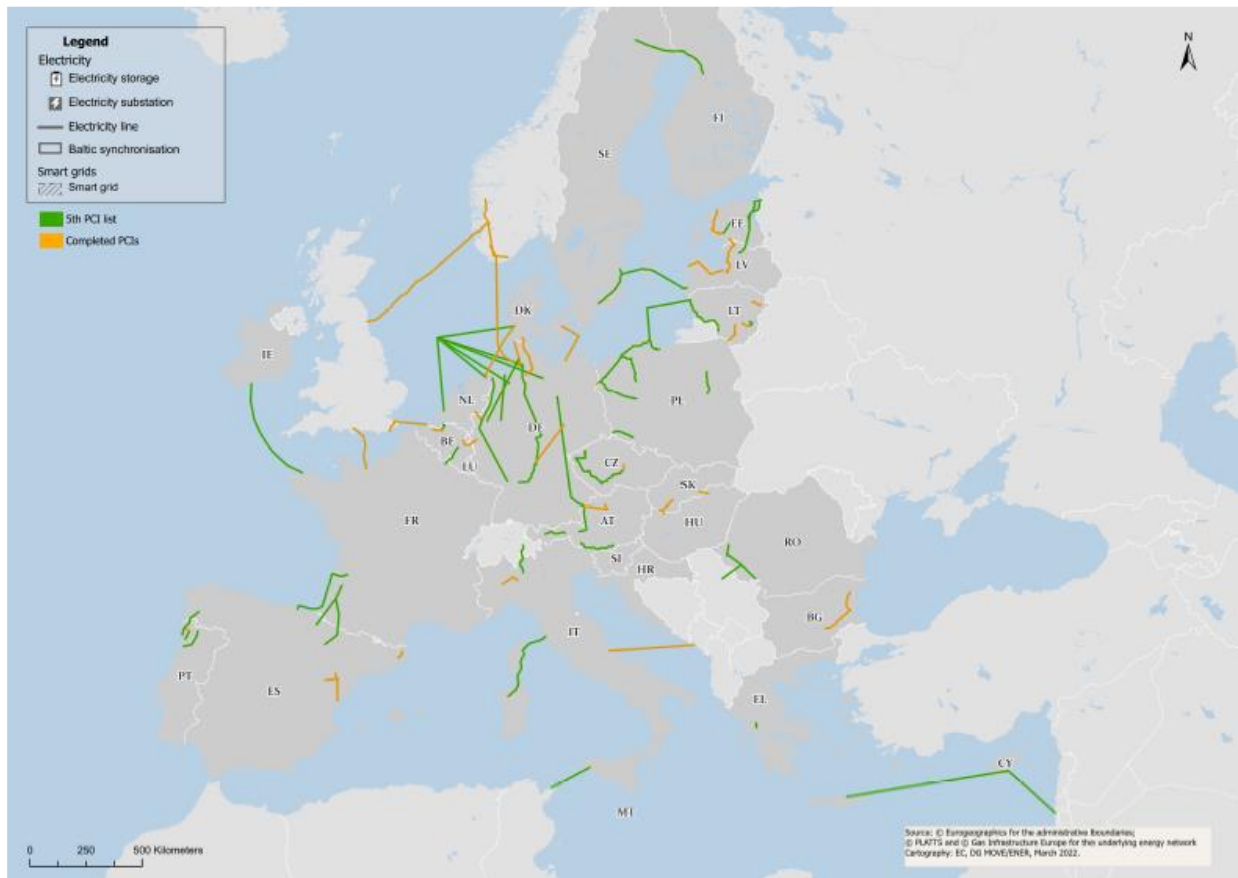 Legend
Electricity
Electricity storage
Electricity substation
Electricity line
Baltic synchronisation
Smart grids
Smart grid
5th PCI list
Completed PCIs
N
FI
SE
EE
LV
DK
LT
IE
NL
PL
DE
BE
LU
CZ
SK
FR
AT
HU
RO
SI
HR
BG
IT
PT
ES
EL
CY
MT
0 250 500 Kilometers
Source: © Eurogeographics for the administrative Boundaries;
© PLATTS and © Gas Infrastructure Europe for the underlying energy network
Cartography: EC, DG MOVE/ENER, March 2022.